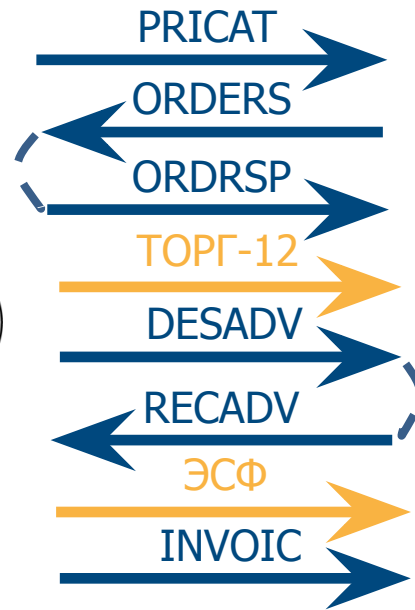 PRICAT
ORDERS
ORDRSP
ТОРГ-12
DESADV
RECADV
ЭСФ
INVOIC